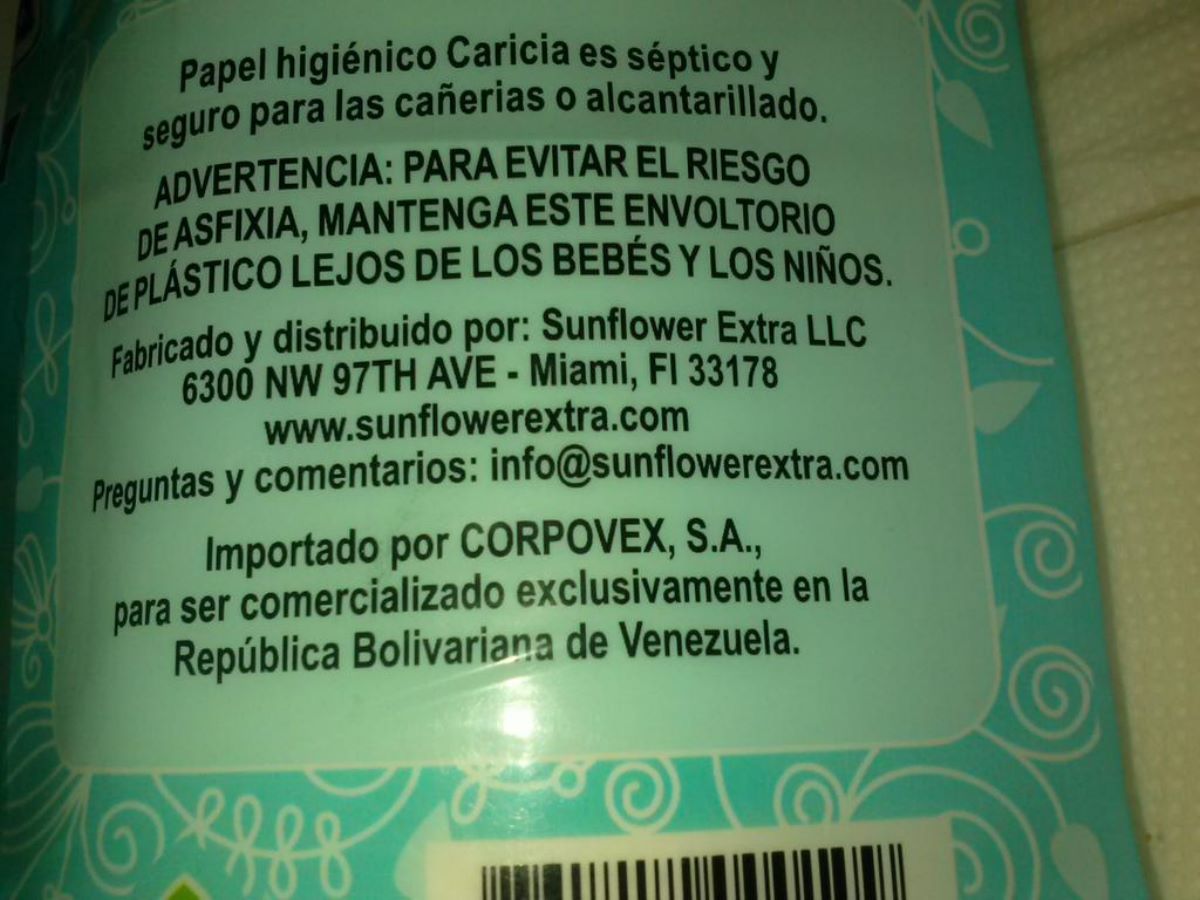 Papel higiénico Caricia es séptico y
seguro para las cañerias o alcantarillado.
ADVERTENCIA: PARA EVITAR EL RIESGO
DE ASFIXIA, MANTENGA ESTE ENVOLTORIO
DE PLÁSTICO LEJOS DE LOS BEBÉS Y LOS NIÑOS.
Fabricado y distribuido por: Sunflower Extra LLC
6300 NW 97TH AVE - Miami, Fl 33178
www.sunflowerextra.com
Preguntas y comentarios: info@sunflowerextra.com
Importado por CORPOVEX, S.A.,
para ser comercializado exclusivamente en la
República Bolivariana de Venezuela.